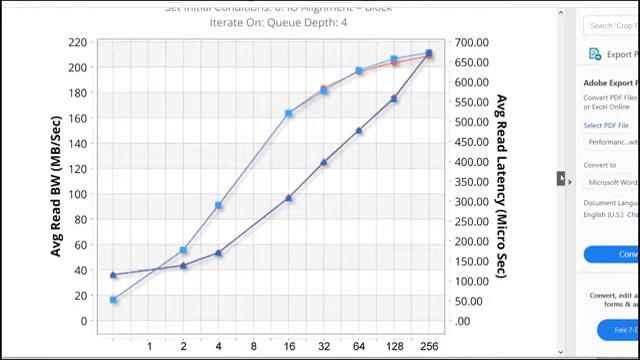 Set Initial Conditions: 0: IO Alignment = Block
Iterate On: Queue Depth: 4
Avg Read BW (MB/Sec)
220
200
180
160
140
120
100
80
60
40
20
0
700.00
650.00
600.00
550.00
500.00
450.00
400.00
350.00
300.00
250.00
200.00
150.00
100.00
50.00
.00
Avg Read Latency (Micro Sec)
1 2 4 8 16 32 64 128 256
Search 'Crop
Export P
Adobe Export P
Convert PDF Files
or Excel Online
Select PDF File
Performanc...wit
Convert to
Microsoft Word
Document Langu
English (U.S.) Cha
Conv
Convert, edit a
forms & a
Free 7-D